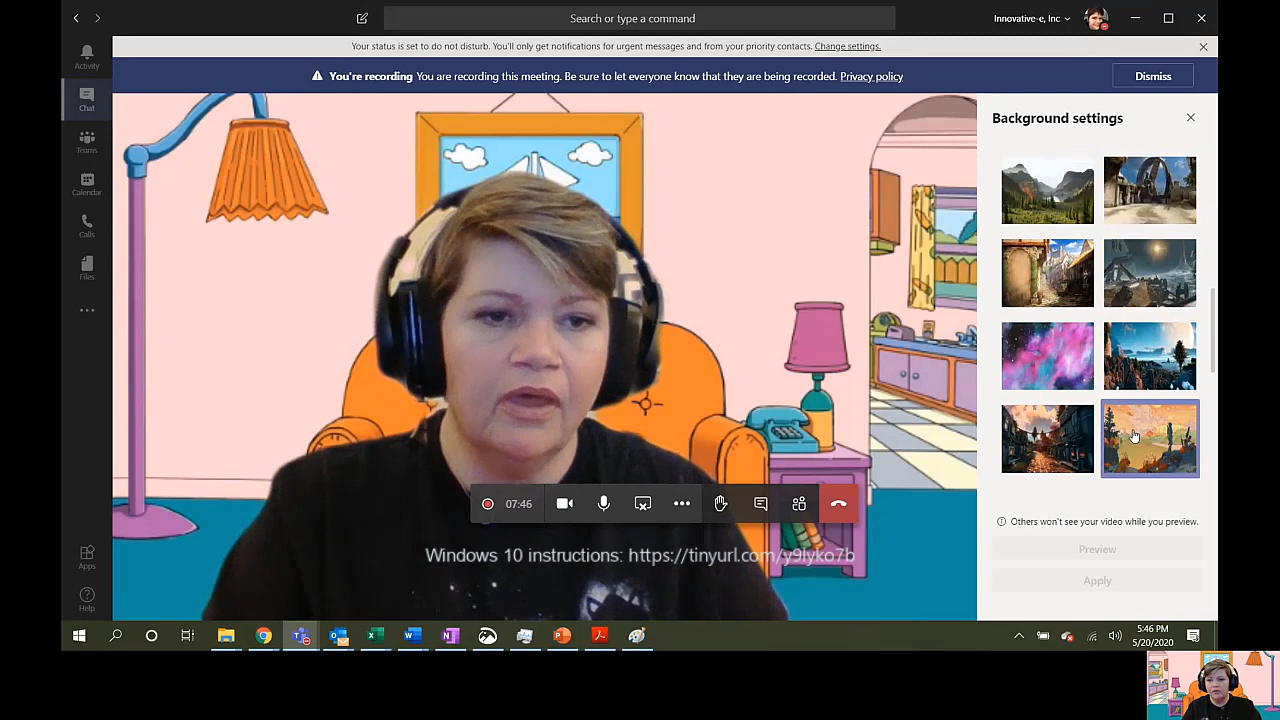 Search or type a command
Innovative-e, Inc
Your status is set to do not disturb. You'll only get notifications for urgent messages and from your priority contacts. Change settings.
You're recording You are recording this meeting. Be sure to let everyone know that they are being recorded. Privacy policy
Dismiss
Activity
Chat
Teams
Calendar
Calls
Files
Apps
Help
Background settings
07:46
Windows 10 instructions: https://tinyurl.com/y9lyko7b
Others won't see your video while you preview.
Preview
Apply
5:46 PM
5/20/2020